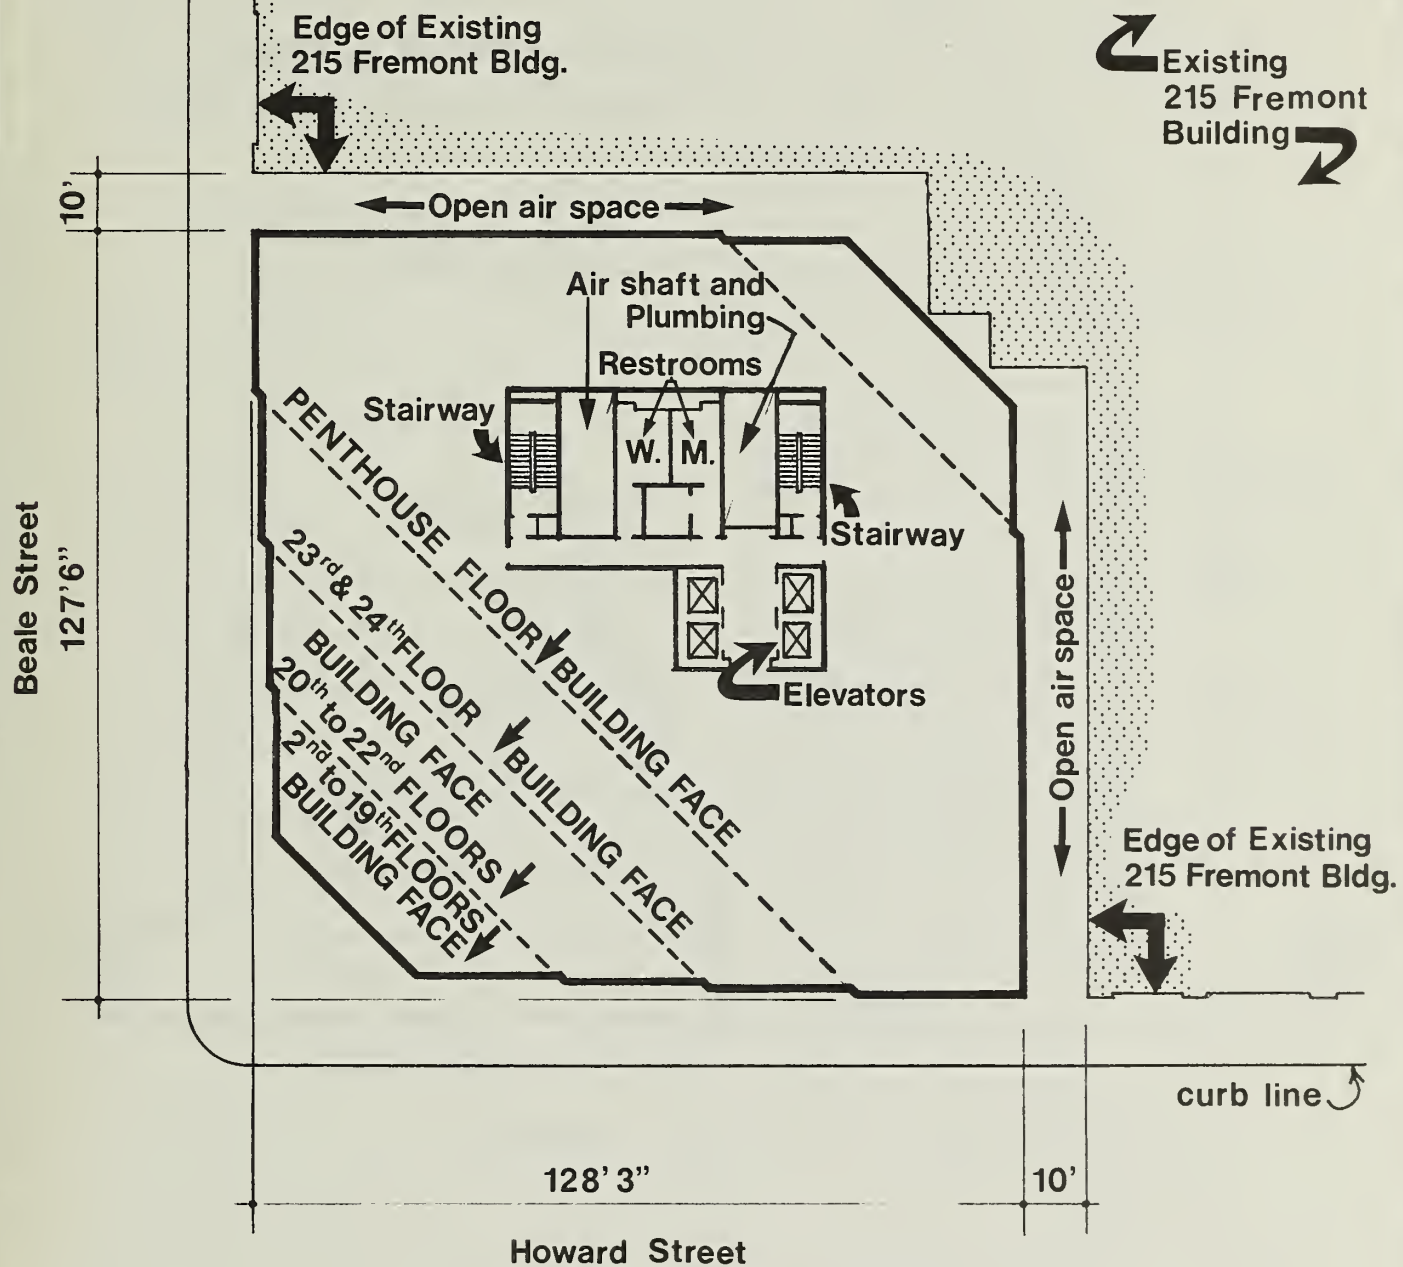 Edge of Existing
215 Fremont Bldg.
Existing
215 Fremont
Building
10'
Open air space
Air shaft and
Plumbing
Restrooms
Stairway
W. M.
Stairway
Elevators
PENTHOUSE FLOOR BUILDING FACE
23rd & 24th FLOOR BUILDING FACE
BUILDING FACE
20th to 22nd FLOORS
2nd to 19th FLOORS
BUILDING FACE
Beale Street
127'6"
Open air space
Edge of Existing
215 Fremont Bldg.
curb line
128'3"
10'
Howard Street